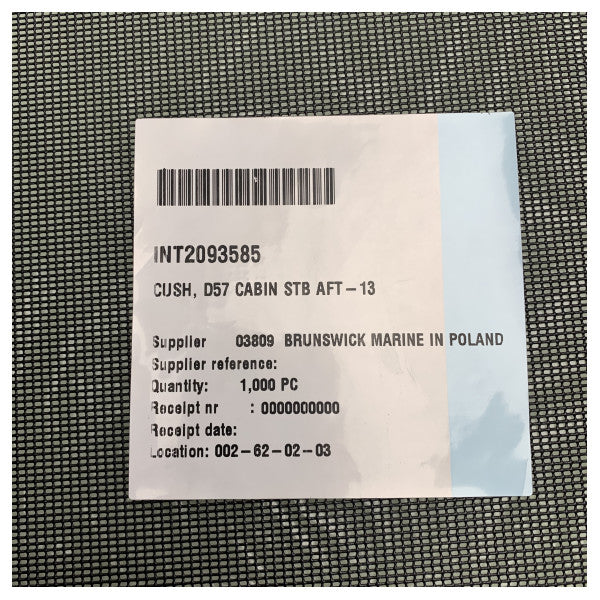 INT2093585
CUSH, D57 CABIN STB AFT-13
Supplier 03809 BRUNSWICK MARINE IN POLAND
Supplier reference:
Quantity: 1,000 PC
Receipt nr : 0000000000
Receipt date:
Location: 002-62-02-03